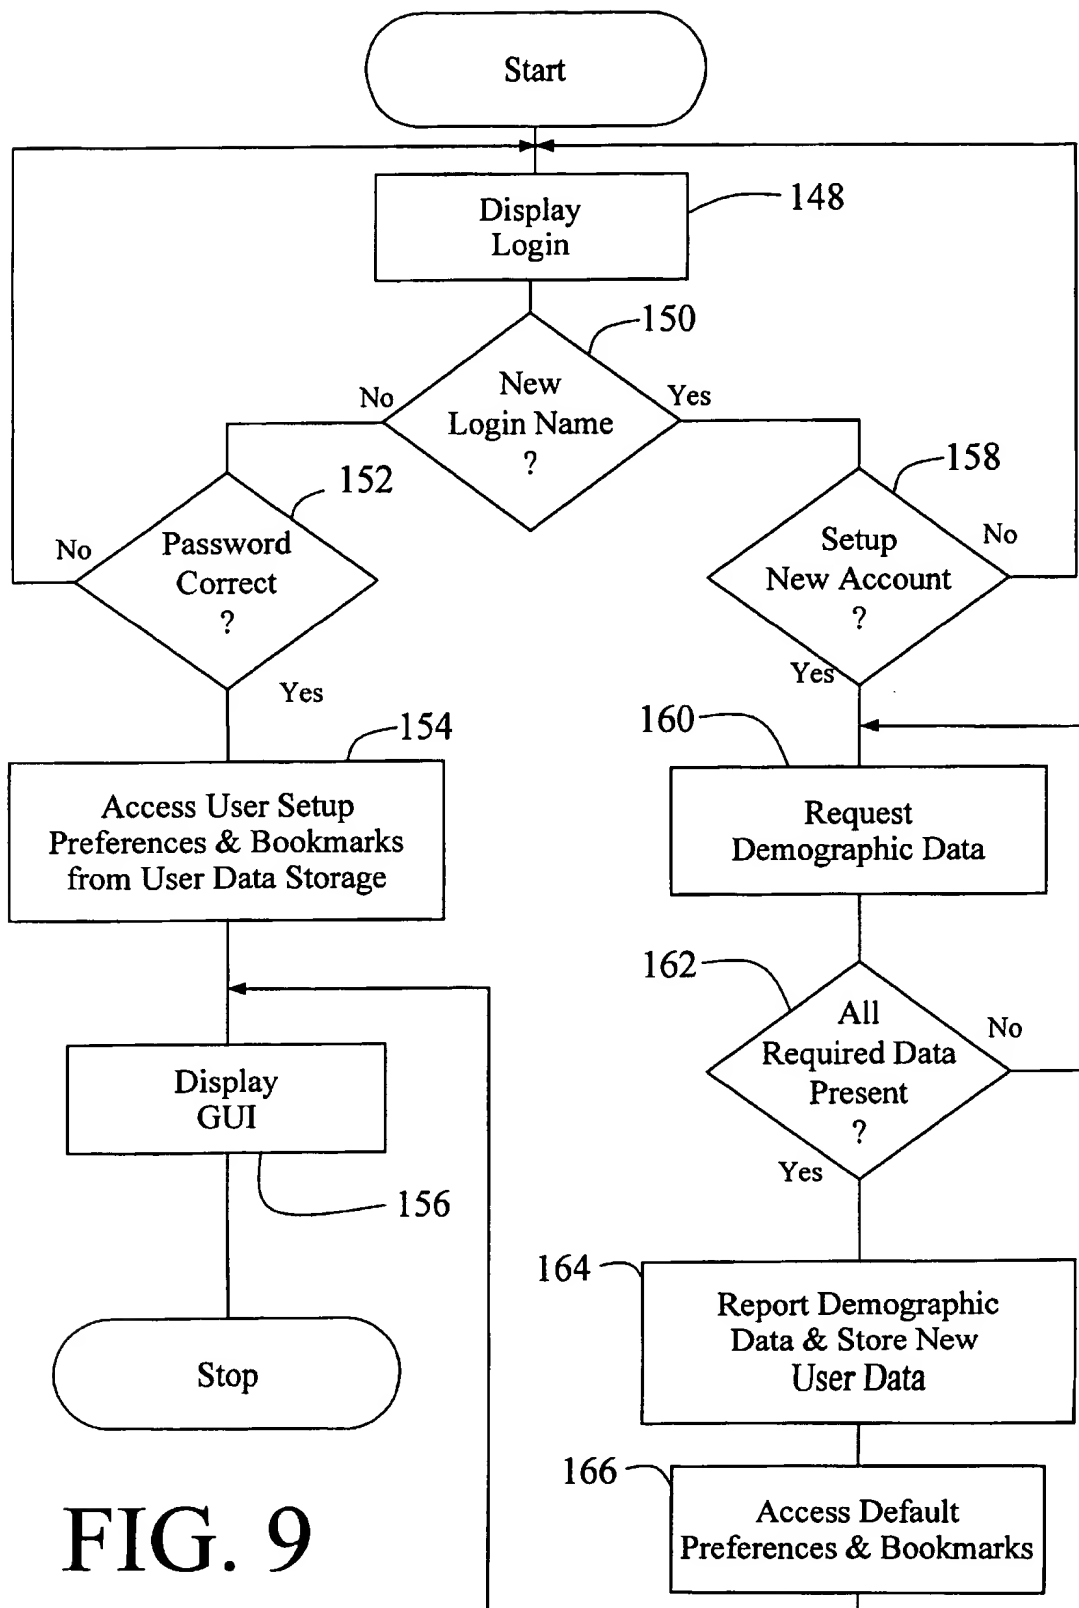 Start
Display
Login
148
150
New
Login Name
?
No
Yes
152
Password
Correct
?
No
Yes
158
Setup
New Account
?
No
Yes
154
Access User Setup
Preferences & Bookmarks
from User Data Storage
160
Request
Demographic Data
162
All
Required Data
Present
?
No
Yes
Display
GUI
156
164
Report Demographic
Data & Store New
User Data
Stop
166
Access Default
Preferences & Bookmarks
FIG. 9